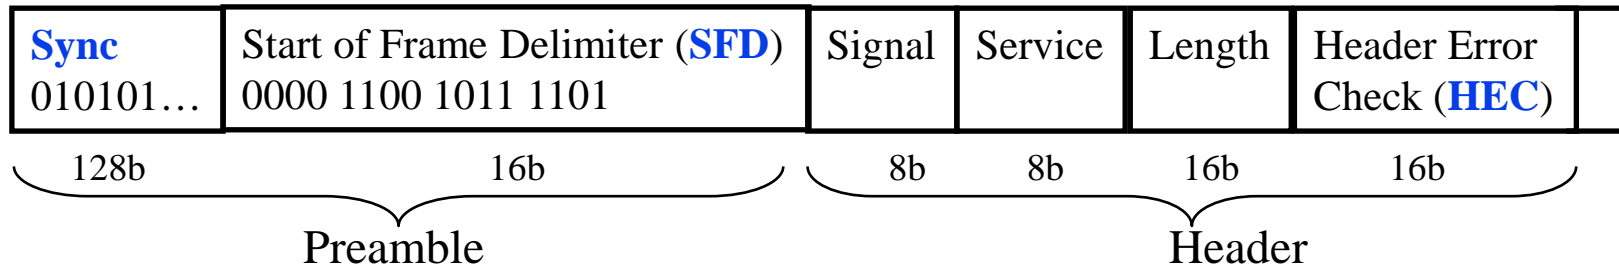 Sync
010101…
Start of Frame Delimiter (SFD)
0000 1100 1011 1101
Signal
Service
Length
Header Error
Check (HEC)
128b
16b
8b
8b
16b
16b
Preamble
Header